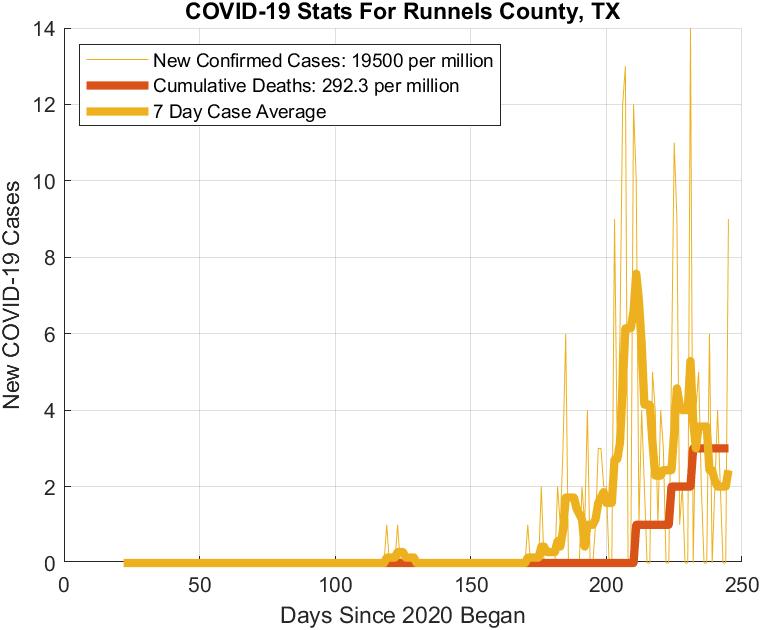 COVID-19 Stats For Runnels County, TX
New Confirmed Cases: 19500 per million
Cumulative Deaths: 292.3 per million
7 Day Case Average
New COVID-19 Cases
14
12
10
8
6
4
2
0
0 50 100 150 200 250
Days Since 2020 Began